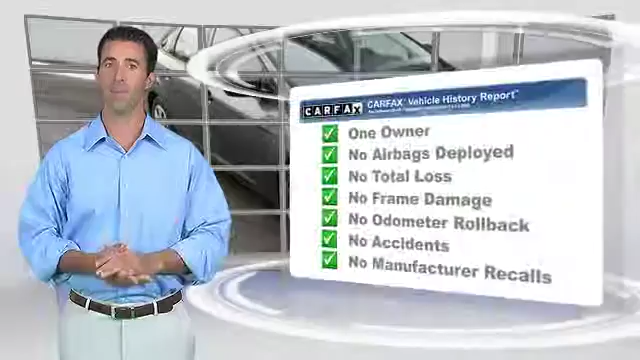 CARFAX CARFAX Vehicle History Report™
One Owner
No Airbags Deployed
No Total Loss
No Frame Damage
No Odometer Rollback
No Accidents
No Manufacturer Recalls